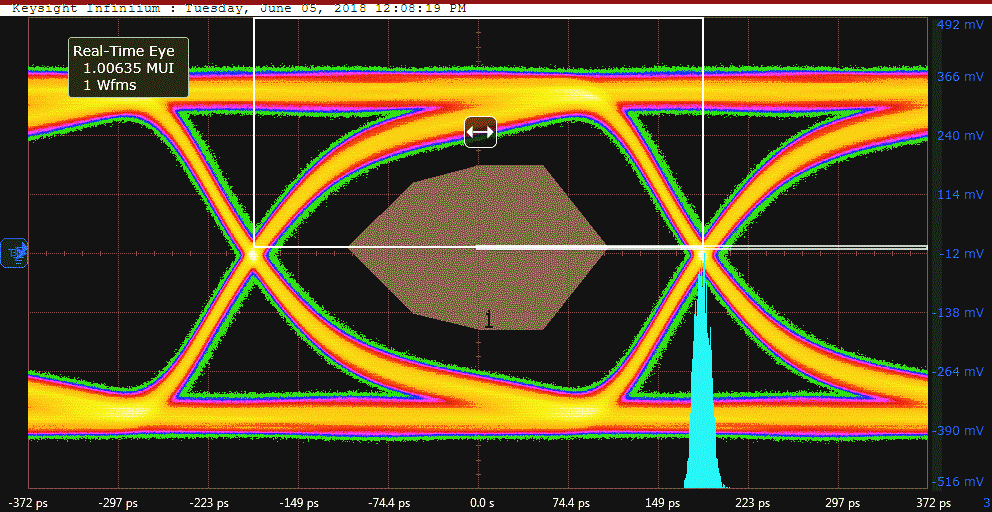 Keysight Infiniium : Tuesday, June 05, 2018 12:08:19 PM
492 mV
Real-Time Eye
1.00635 MUI
1 Wfms
366 mV
240 mV
114 mV
-12 mV
1
-138 mV
-264 mV
-390 mV
-516 mV
-372 ps -297 ps -223 ps -149 ps -74.4 ps 0.0 s 74.4 ps 149 ps 223 ps 297 ps 372 ps 3